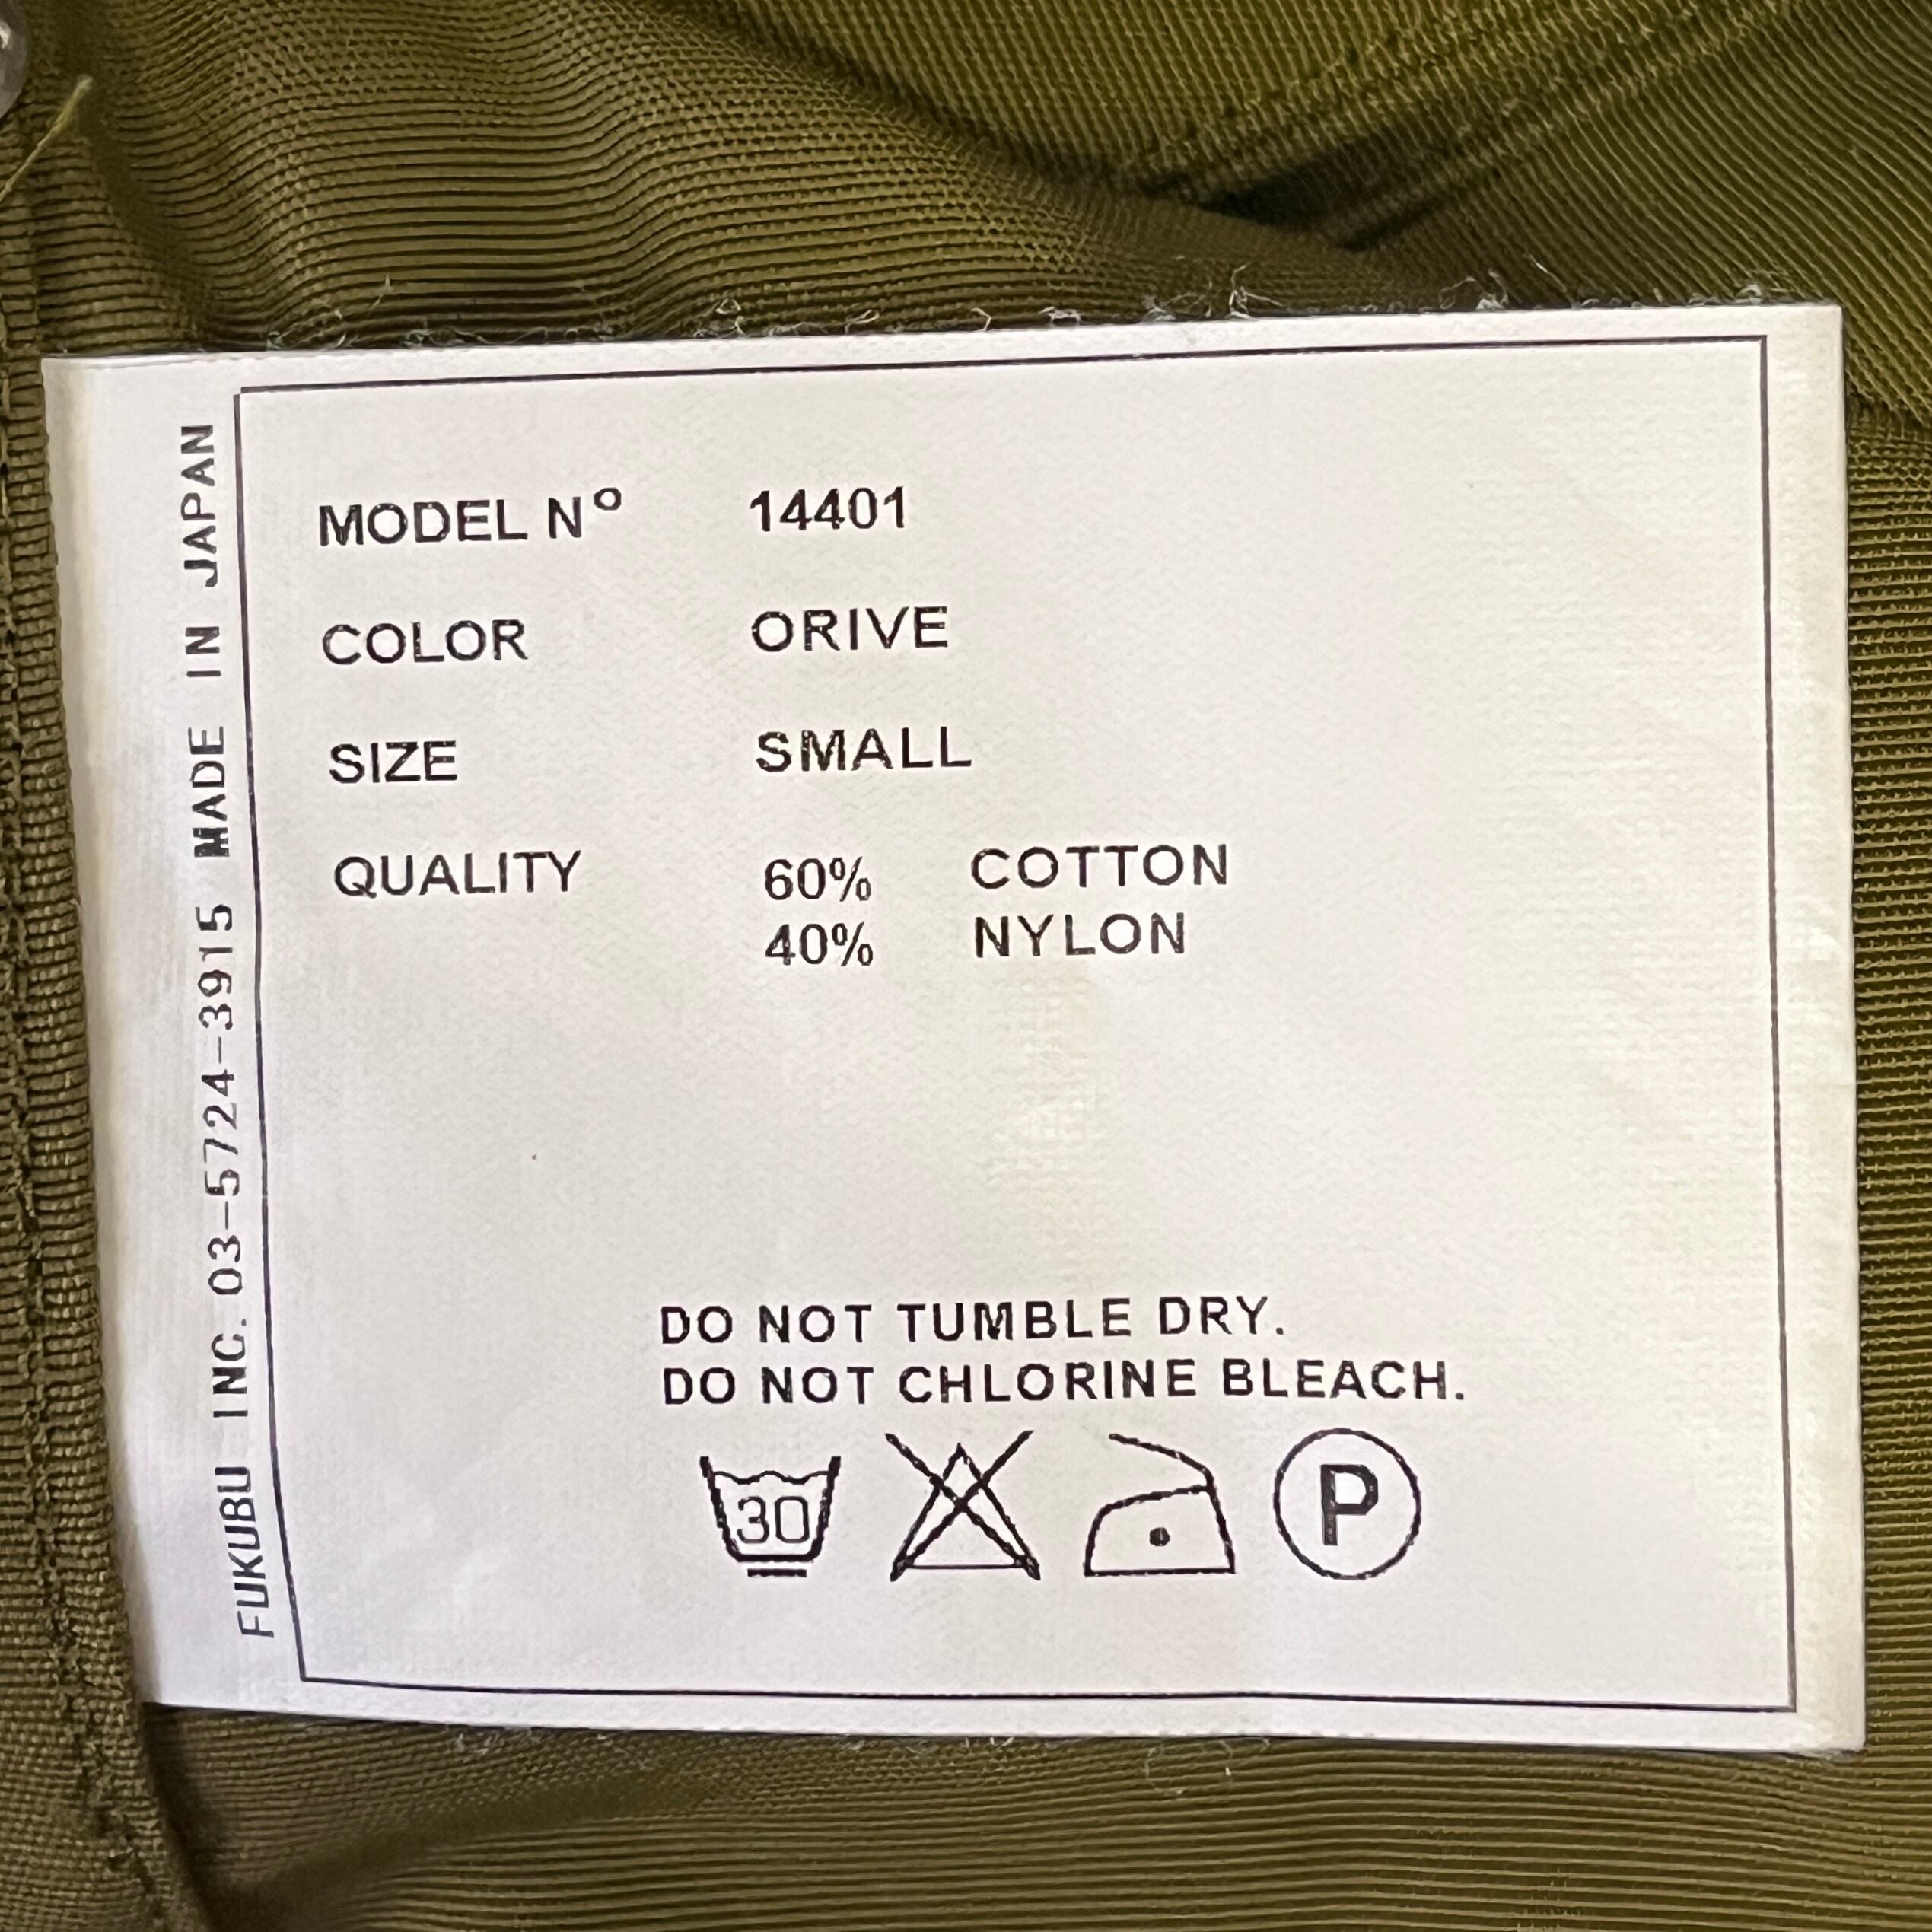 MODEL Nº 14401
COLOR ORIVE
SIZE SMALL
QUALITY 60% COTTON
40% NYLON
DO NOT TUMBLE DRY.
DO NOT CHLORINE BLEACH.
30
P
FUKUBU INC. 03-5724-3915 MADE IN JAPAN